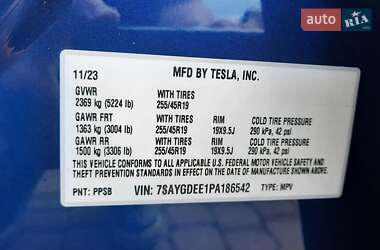 auto RIA
11/23 MFD BY TESLA, INC.
GVWR WITH TIRES
2369 kg (5224 lb) 255/45R19
GAWR FRT WITH TIRES RIM COLD TIRE PRESSURE
1363 kg (3004 lb) 255/45R19 19X9.5J 290 kPa, 42 psi
GAWR RR WITH TIRES RIM COLD TIRE PRESSURE
1500 kg (3306 lb) 255/45R19 19X9.5J 290 kPa, 42 psi
THIS VEHICLE CONFORMS TO ALL APPLICABLE U.S. FEDERAL MOTOR VEHICLE SAFETY AND
THEFT PREVENTION STANDARDS IN EFFECT ON THE DATE OF MANUFACTURE SHOWN
ABOVE.
PNT: PPSB VIN: 7SAYGDEE1PA186542 TYPE: MPV